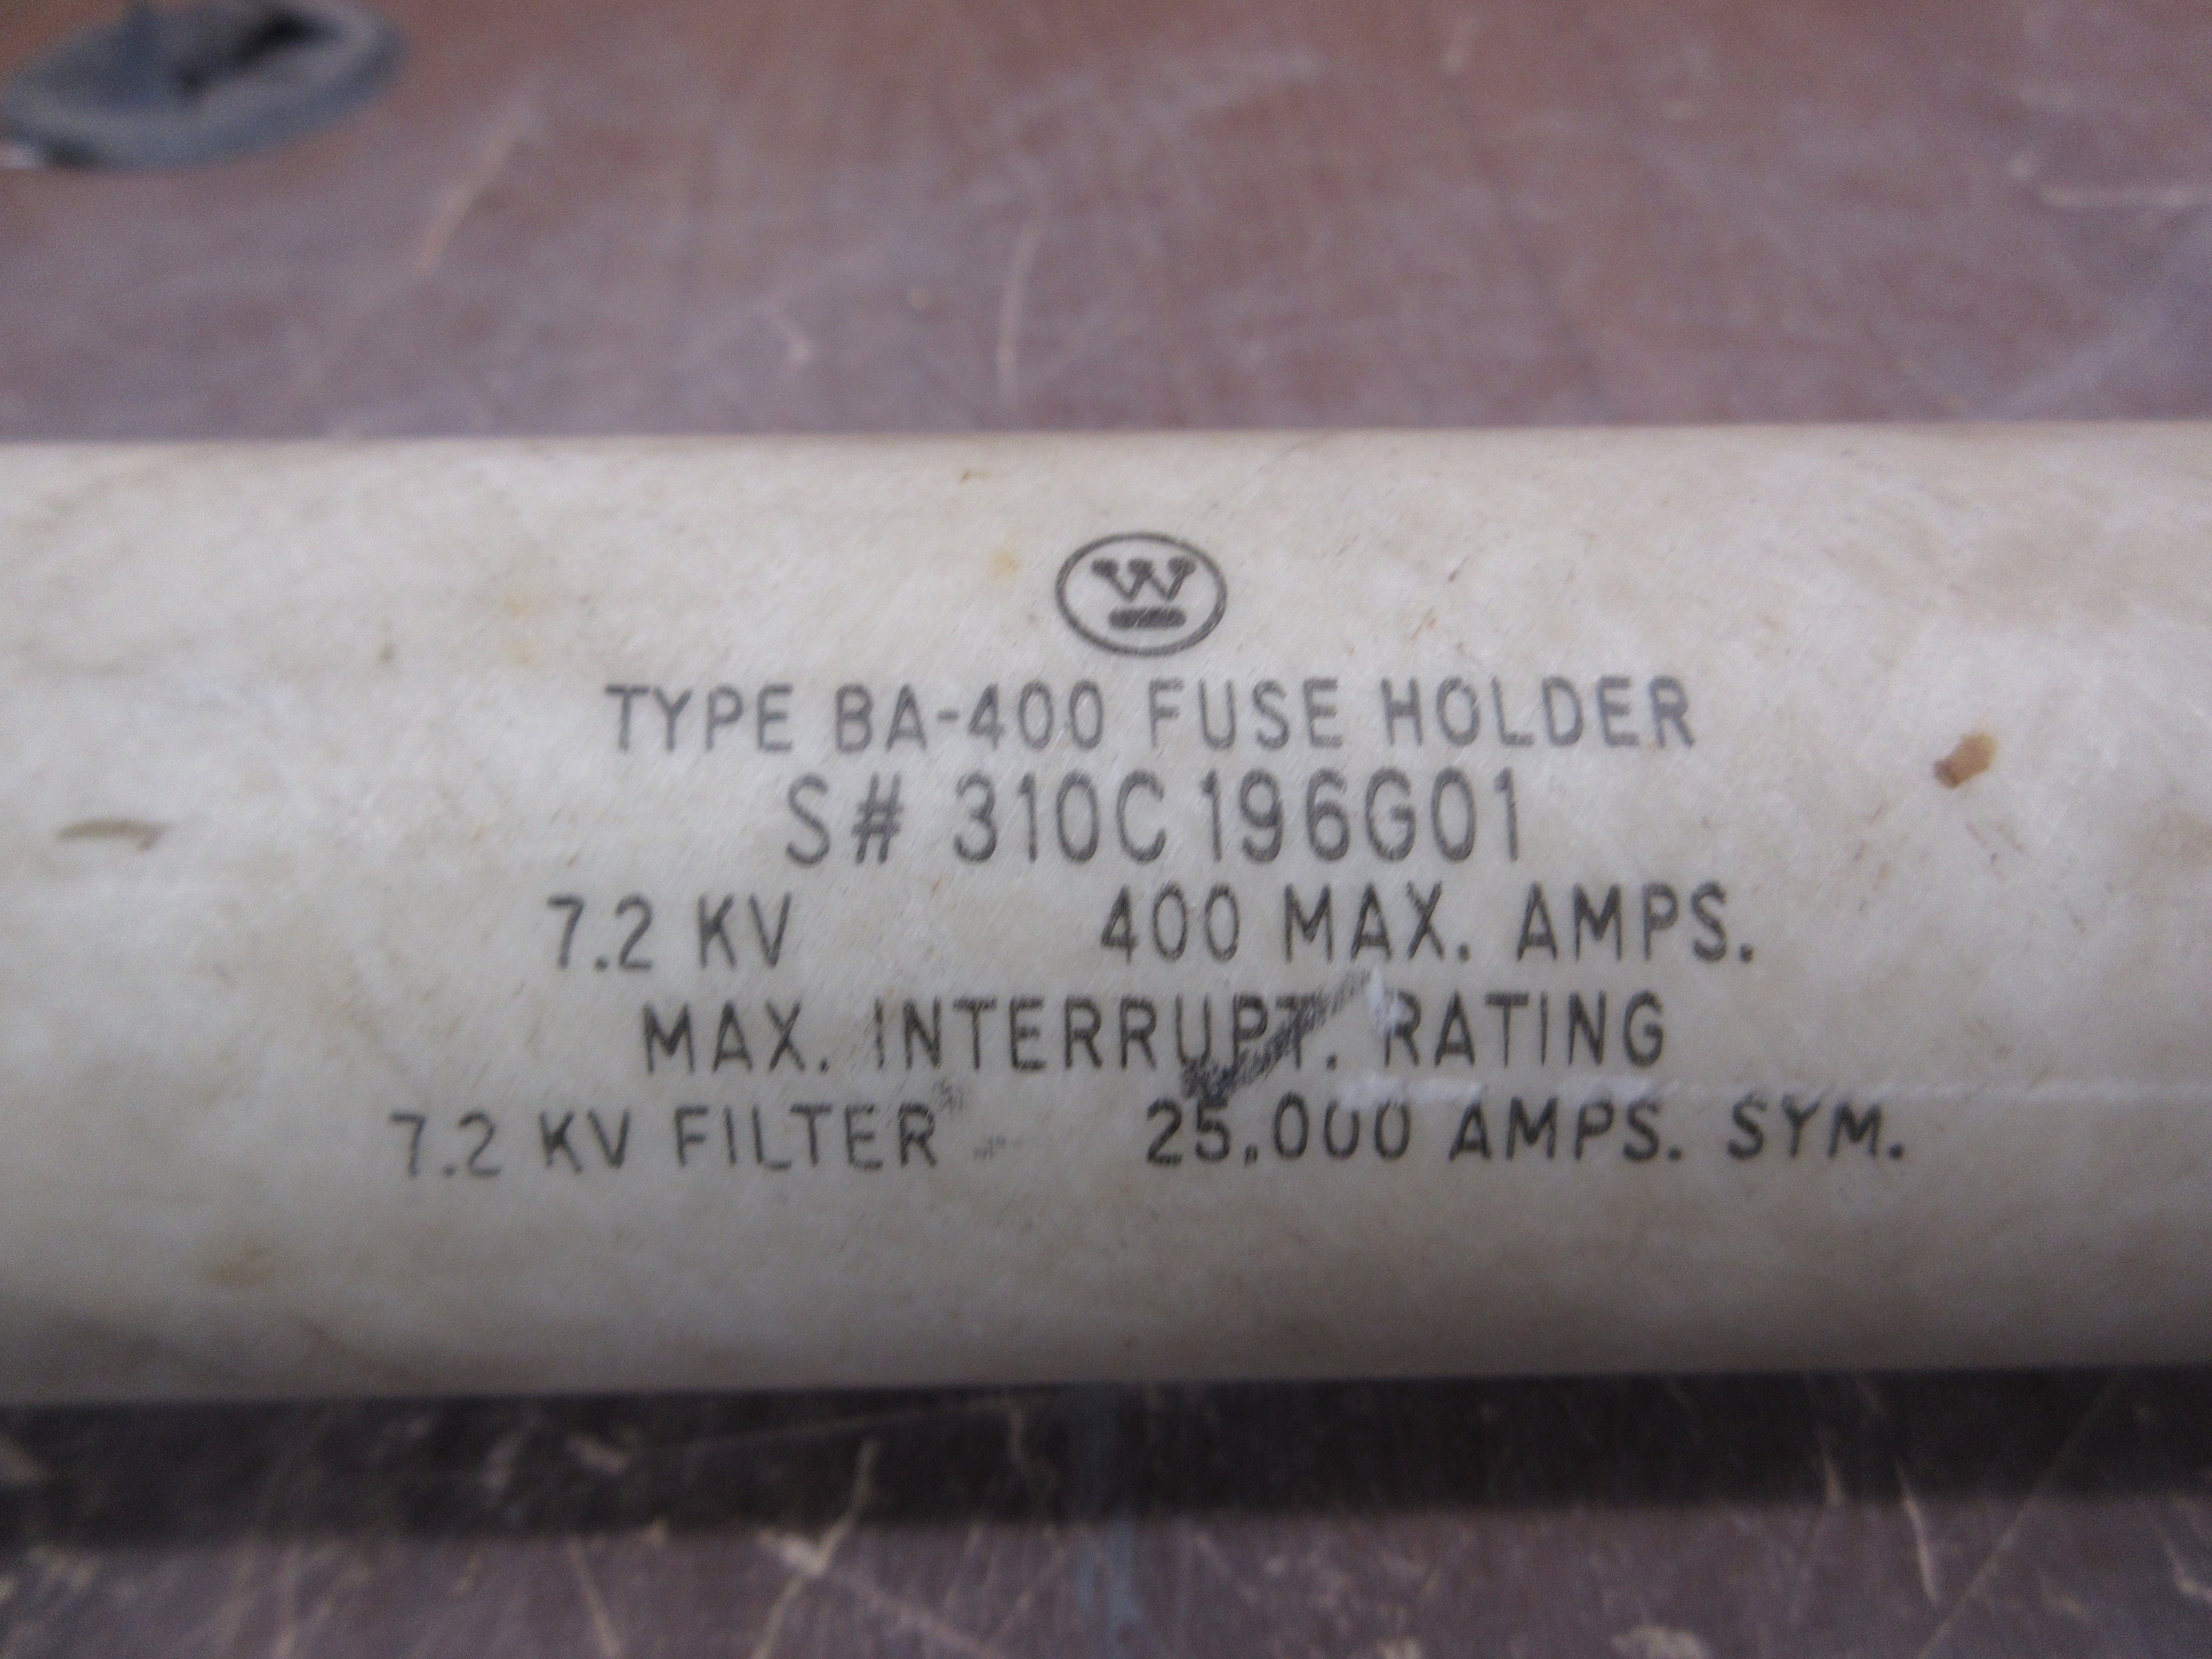 W
TYPE BA-400 FUSE HOLDER
S# 310C196G01
7.2 KV 400 MAX. AMPS.
MAX. INTERRUPT. RATING
7.2 KV FILTER 25,000 AMPS. SYM.